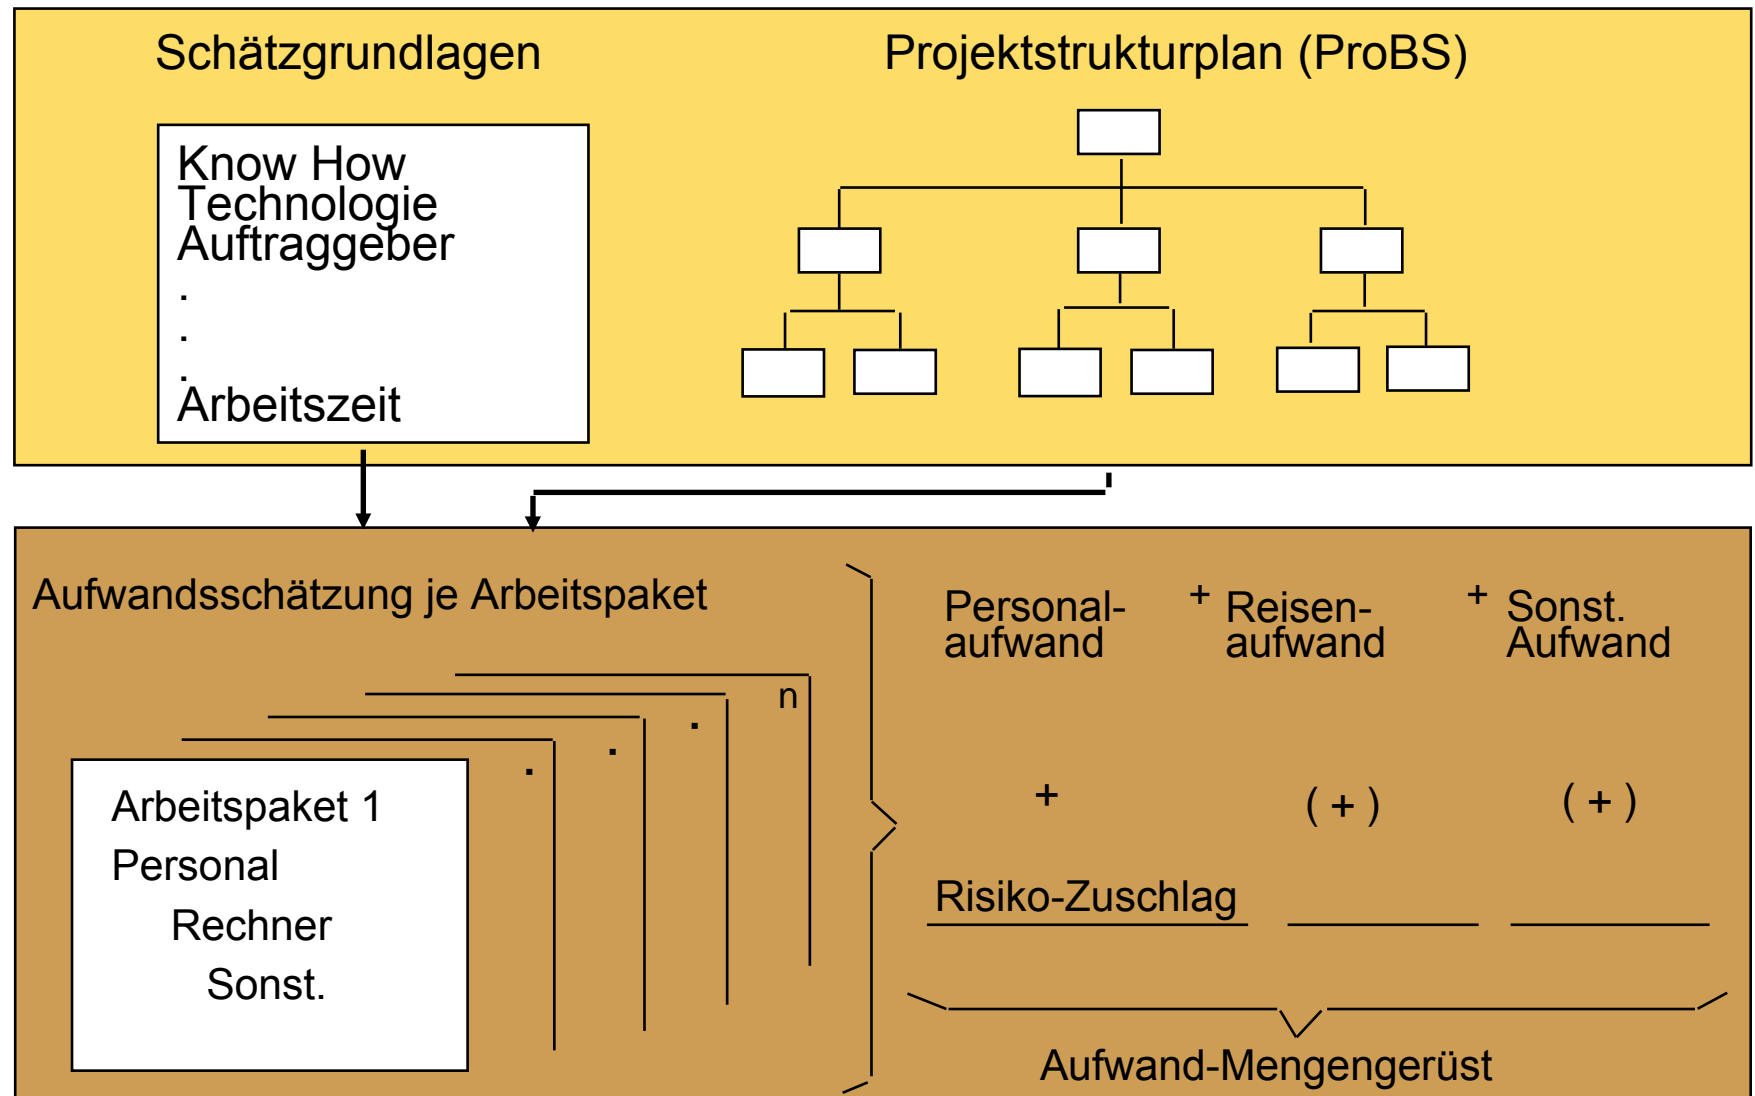 Schätzgrundlagen
Projektstrukturplan (ProBS)
Know How
Technologie
Auftraggeber
.
.
.
Arbeitszeit
Aufwandsschätzung je Arbeitspaket
n
.
.
.
Arbeitspaket 1
Personal
Rechner
Sonst.
Personal- + Reisen- + Sonst.
aufwand aufwand Aufwand
+ ( + ) ( + )
Risiko-Zuschlag
Aufwand-Mengengerüst